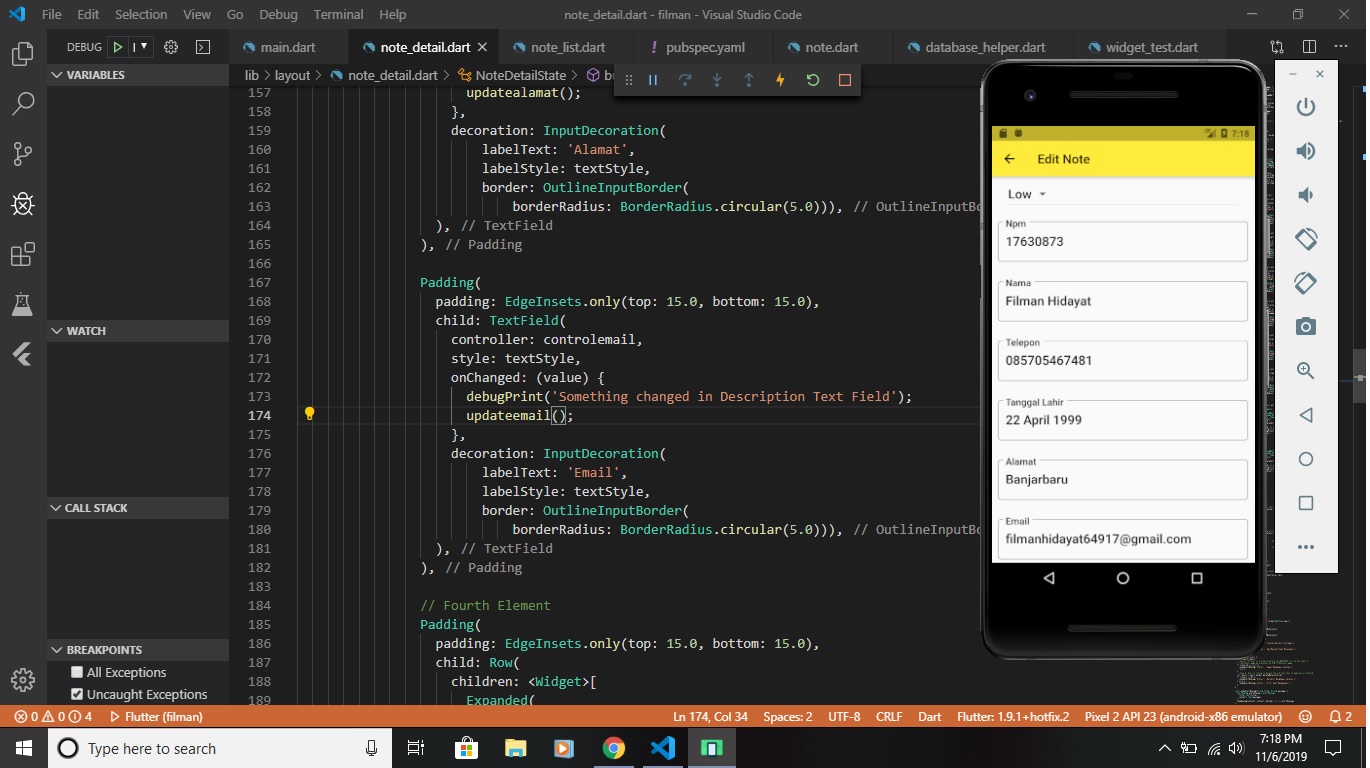 File Edit Selection View Go Debug Terminal Help note_detail.dart - filman - Visual Studio Code
DEBUG
main.dart note_detail.dart note_list.dart pubspec.yaml note.dart database_helper.dart widget_test.dart
VARIABLES
WATCH
CALL STACK
BREAKPOINTS
All Exceptions
Uncaught Exceptions
lib > layout > note_detail.dart > NoteDetailState >
157 updatealamat();
158 },
159 decoration: InputDecoration(
160 labelText: 'Alamat',
161 labelStyle: textStyle,
162 border: OutlineInputBorder(
163 borderRadius: BorderRadius.circular(5.0))), // OutlineInputBo
164 ), // TextField
165 ), // Padding
166
167 Padding(
168 padding: EdgeInsets.only(top: 15.0, bottom: 15.0),
169 child: TextField(
170 controller: controlemail,
171 style: textStyle,
172 onChanged: (value) {
173 debugPrint('Something changed in Description Text Field');
174 updateemail();
175 },
176 decoration: InputDecoration(
177 labelText: 'Email',
178 labelStyle: textStyle,
179 border: OutlineInputBorder(
180 borderRadius: BorderRadius.circular(5.0))), // OutlineInputBo
181 ), // TextField
182 ), // Padding
183
184 // Fourth Element
185 Padding(
186 padding: EdgeInsets.only(top: 15.0, bottom: 15.0),
187 child: Row(
188 children: <Widget>[
189 Expanded(
7:18
Edit Note
Low
Npm
17630873
Nama
Filman Hidayat
Telepon
085705467481
Tanggal Lahir
22 April 1999
Alamat
Banjarbaru
Email
filmanhidayat64917@gmail.com
0 0 4 Flutter (filman) Ln 174, Col 34 Spaces: 2 UTF-8 CRLF Dart Flutter: 1.9.1+hotfix.2 Pixel 2 API 23 (android-x86 emulator) 2
Type here to search
7:18 PM
11/6/2019